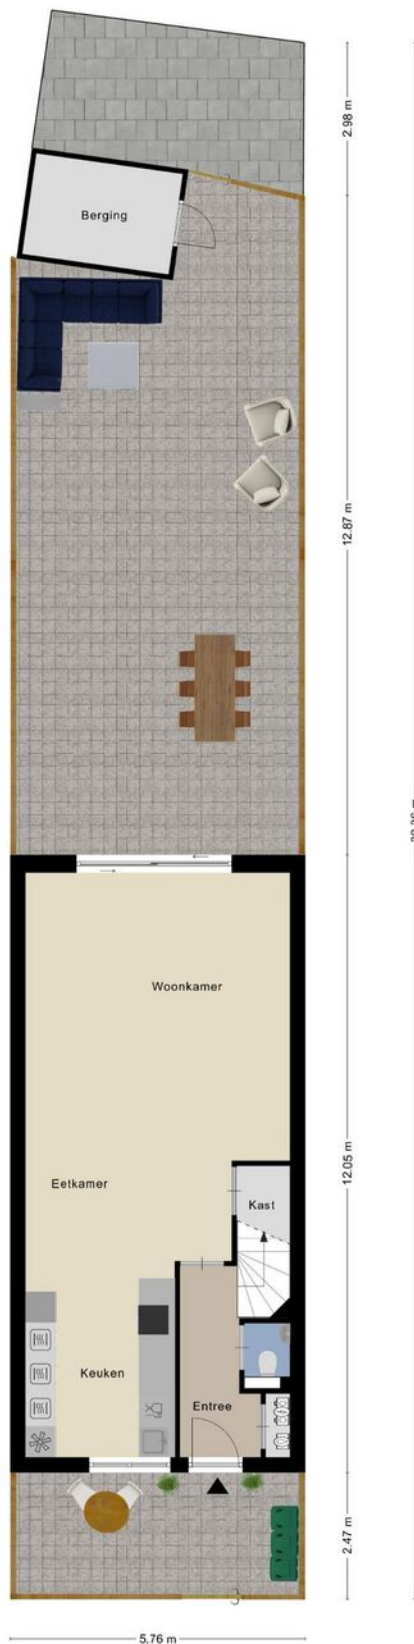 2.98 m
Berging
12.87 m
Woonkamer
12.05 m
Eetkamer
Kast
Keuken
Entree
2.47 m
5.76 m